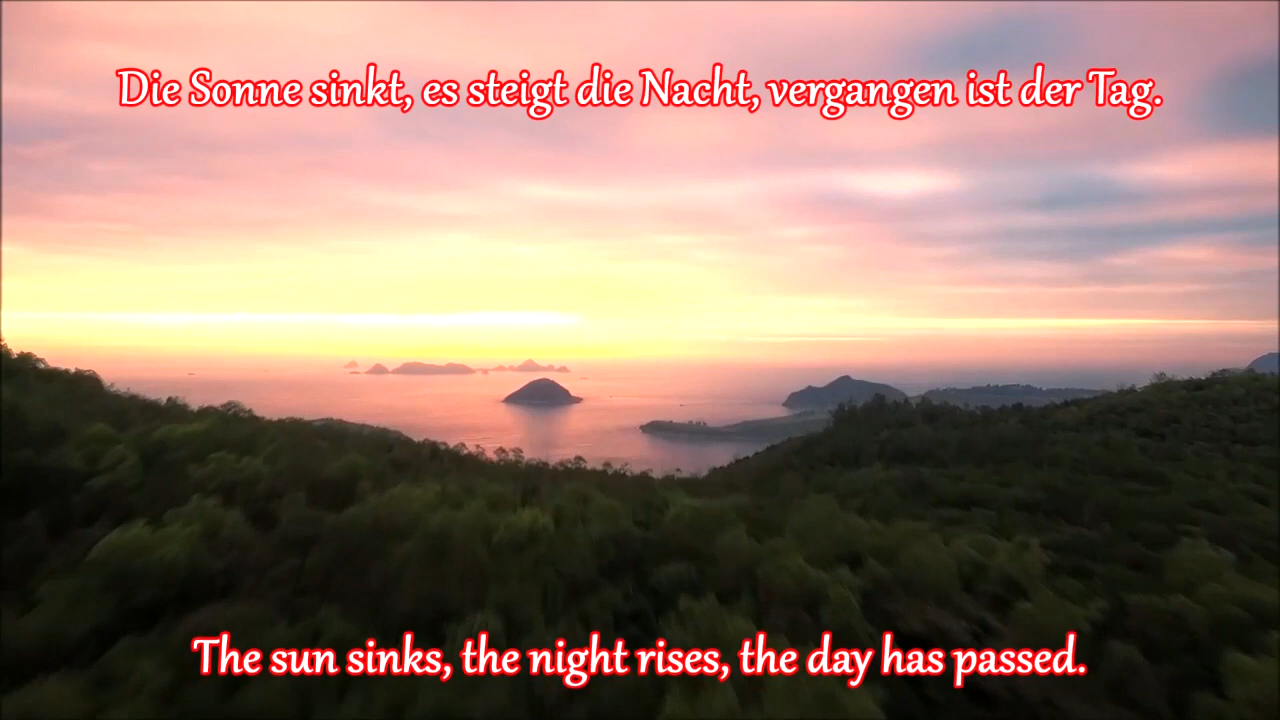 Die Sonne sinkt, es steigt die Nacht, vergangen ist der Tag.
The sun sinks, the night rises, the day has passed.